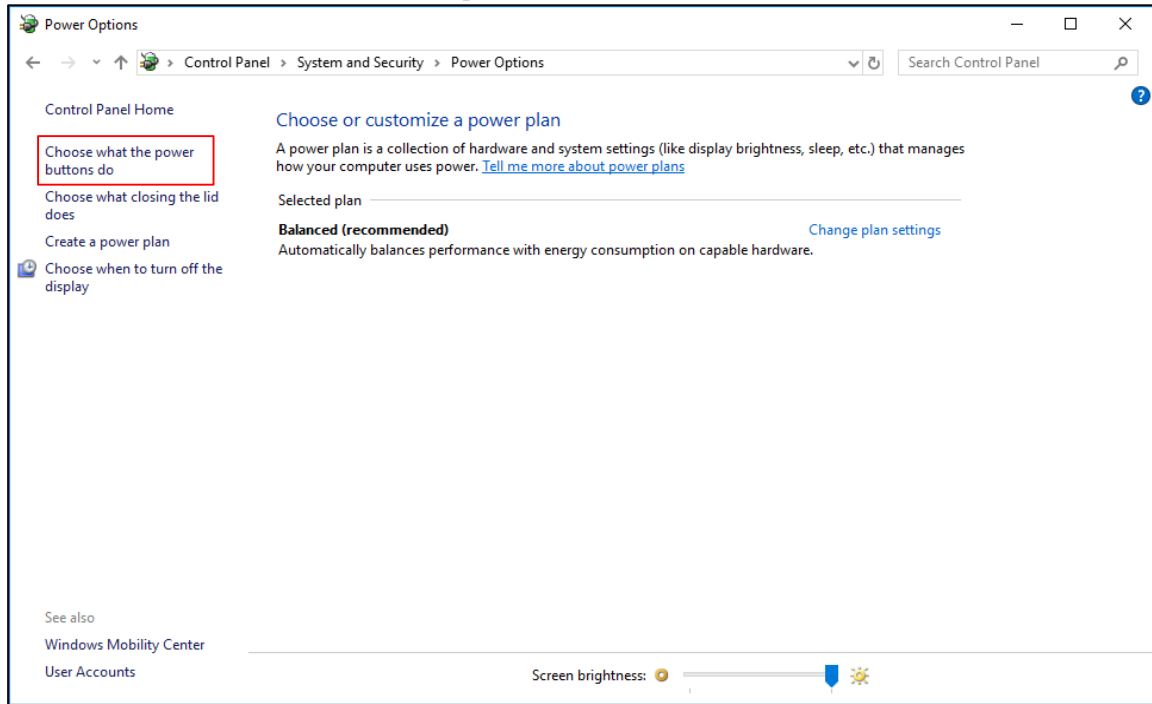 Power Options
Control Panel > System and Security > Power Options
Search Control Panel
Control Panel Home
Choose what the power
buttons do
Choose what closing the lid
does
Create a power plan
Choose when to turn off the
display
Choose or customize a power plan
A power plan is a collection of hardware and system settings (like display brightness, sleep, etc.) that manages
how your computer uses power. Tell me more about power plans
Selected plan
Balanced (recommended)
Change plan settings
Automatically balances performance with energy consumption on capable hardware.
See also
Windows Mobility Center
User Accounts
Screen brightness: